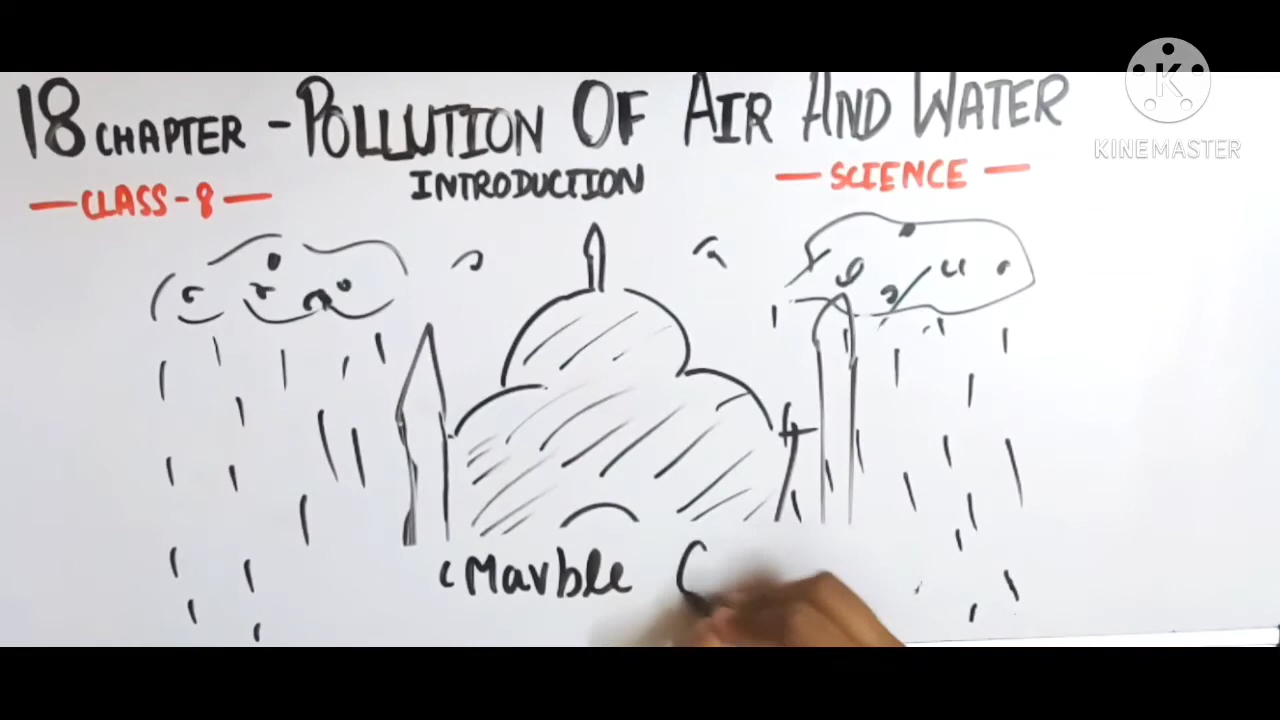 18 CHAPTER - POLLUTION OF AIR AND WATER
INTRODUCTION
— CLASS-8 —
— SCIENCE —
(Marble C
KINEMASTER